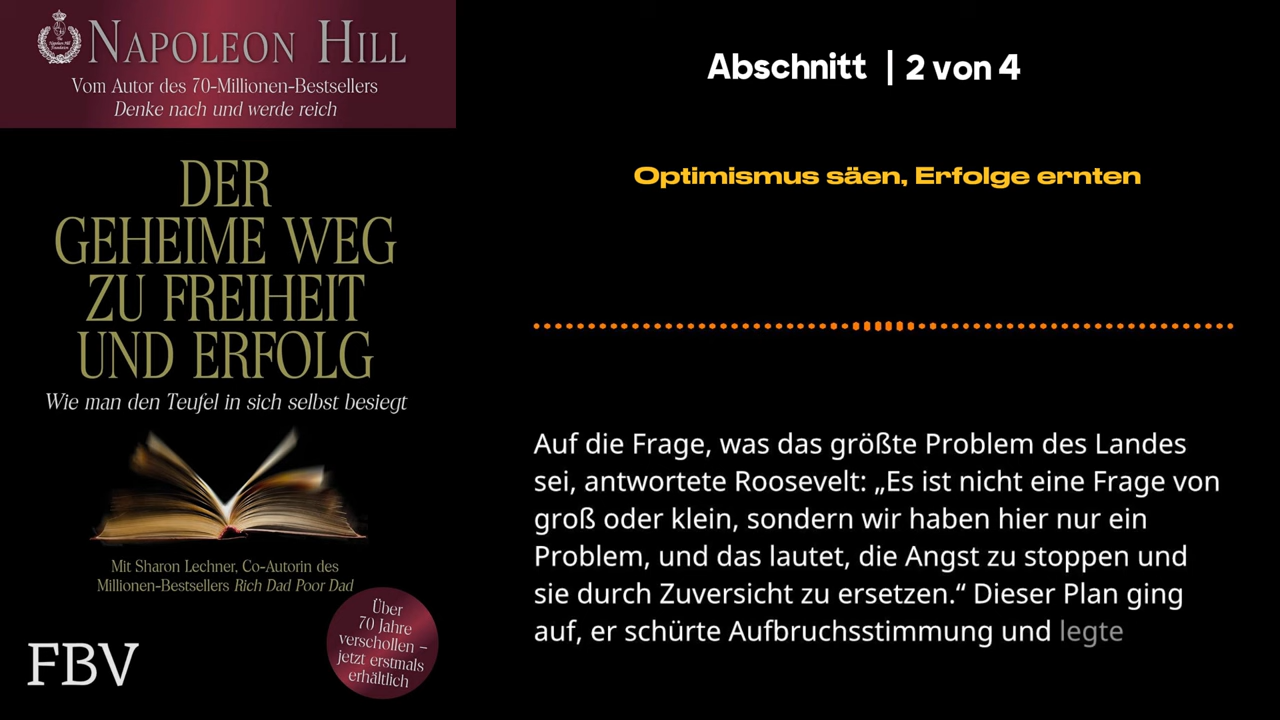 NAPOLEON HILL
Vom Autor des 70-Millionen-Bestsellers
Denke nach und werde reich
DER
GEHEIME WEG
ZU FREIHEIT
UND ERFOLG
Wie man den Teufel in sich selbst besiegt
Mit Sharon Lechner, Co-Autorin des
Millionen-Bestsellers Rich Dad Poor Dad
Über
70 Jahre
verschollen –
jetzt erstmals
erhältlich
FBV
Abschnitt | 2 von 4
Optimismus säen, Erfolge ernten
Auf die Frage, was das größte Problem des Landes
sei, antwortete Roosevelt: „Es ist nicht eine Frage von
groß oder klein, sondern wir haben hier nur ein
Problem, und das lautet, die Angst zu stoppen und
sie durch Zuversicht zu ersetzen.“ Dieser Plan ging
auf, er schürte Aufbruchsstimmung und legte